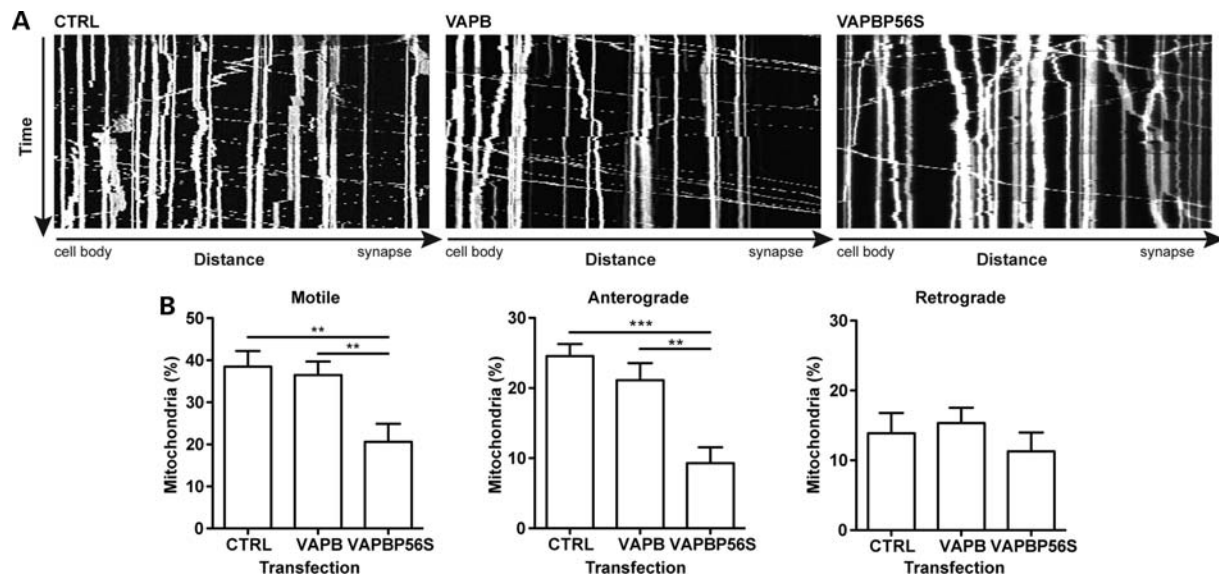 A
CTRL
VAPB
VAPBP56S
Time
cell body
synapse
Distance
cell body
synapse
Distance
cell body
synapse
Distance
B
Motile
Mitochondria (%)
50
40
30
20
10
0
**
**
CTRL VAPB VAPBP56S
Transfection
Anterograde
Mitochondria (%)
30
20
10
0
***
**
CTRL VAPB VAPBP56S
Transfection
Retrograde
Mitochondria (%)
30
20
10
0
CTRL VAPB VAPBP56S
Transfection